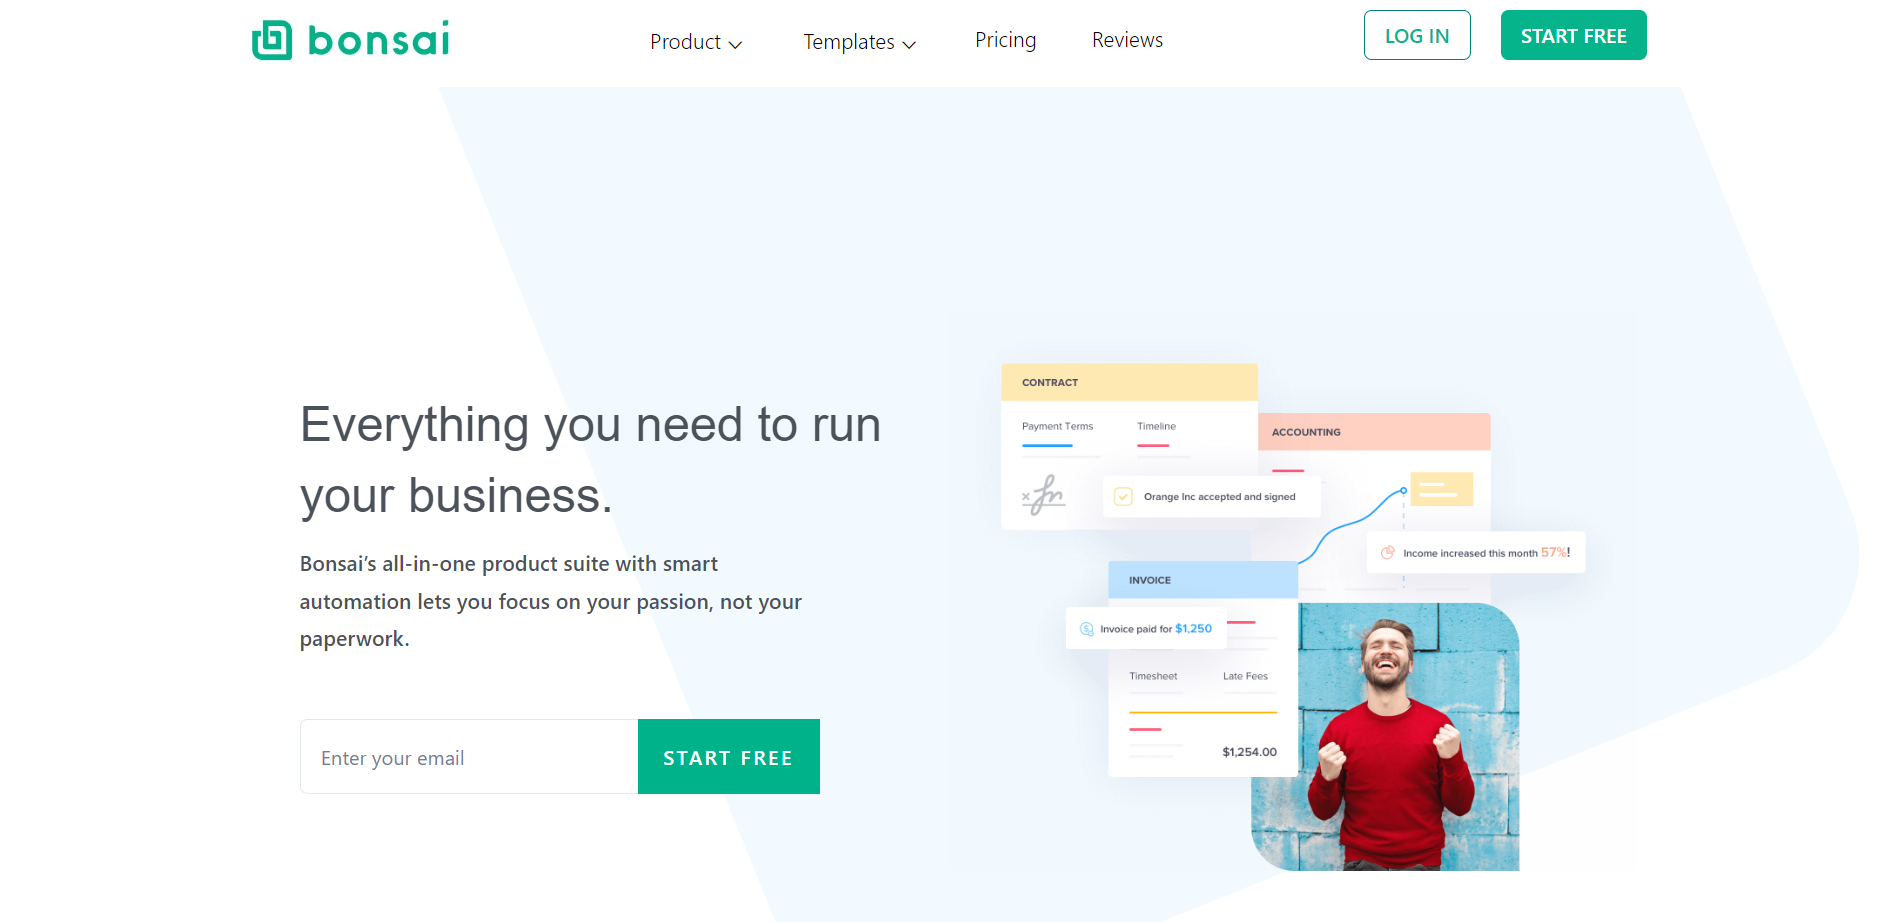 bonsai
Product
Templates
Pricing
Reviews
LOG IN
START FREE
Everything you need to run
your business.
Bonsai’s all-in-one product suite with smart
automation lets you focus on your passion, not your
paperwork.
Enter your email
START FREE
CONTRACT
Payment Terms
Timeline
Orange Inc accepted and signed
ACCOUNTING
Income increased this month 57%!
INVOICE
Invoice paid for $1,250
Timesheet
Late Fees
$1,254.00